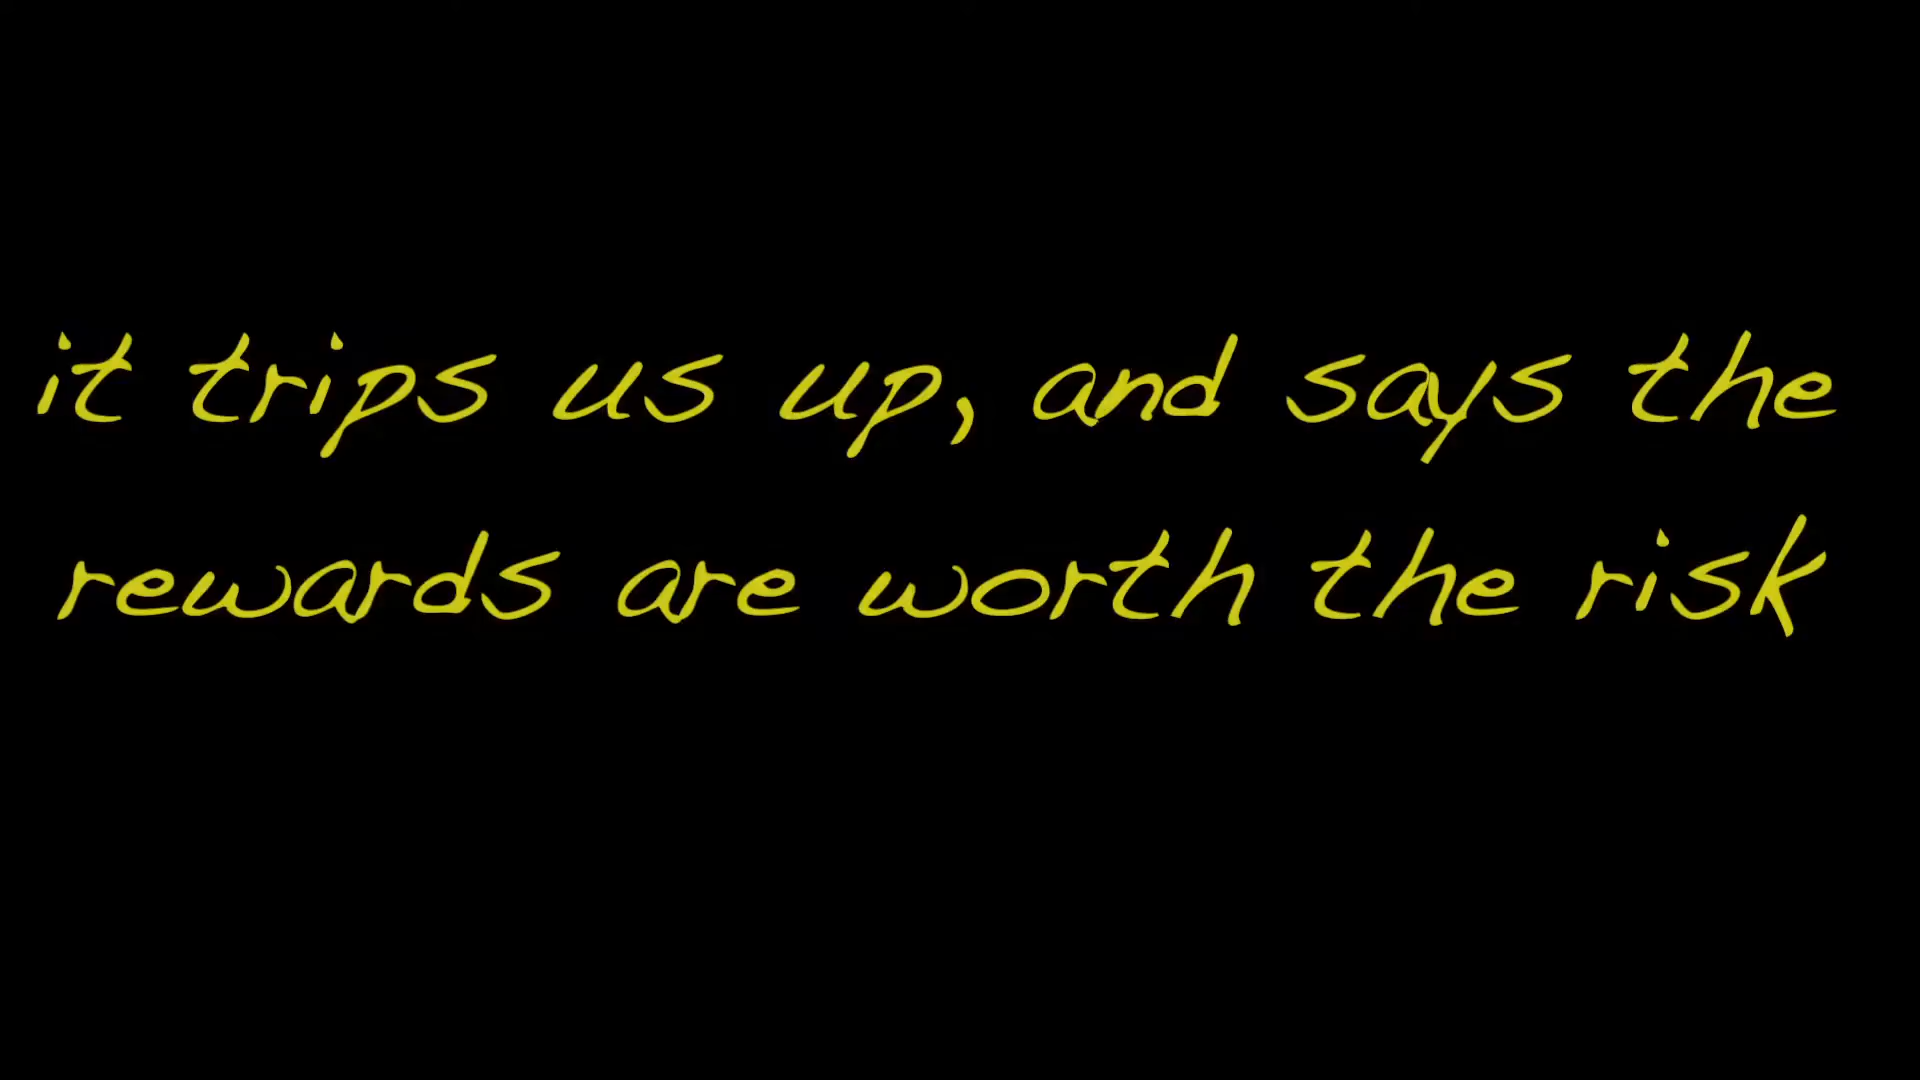 it trips us up, and says the
rewards are worth the risk